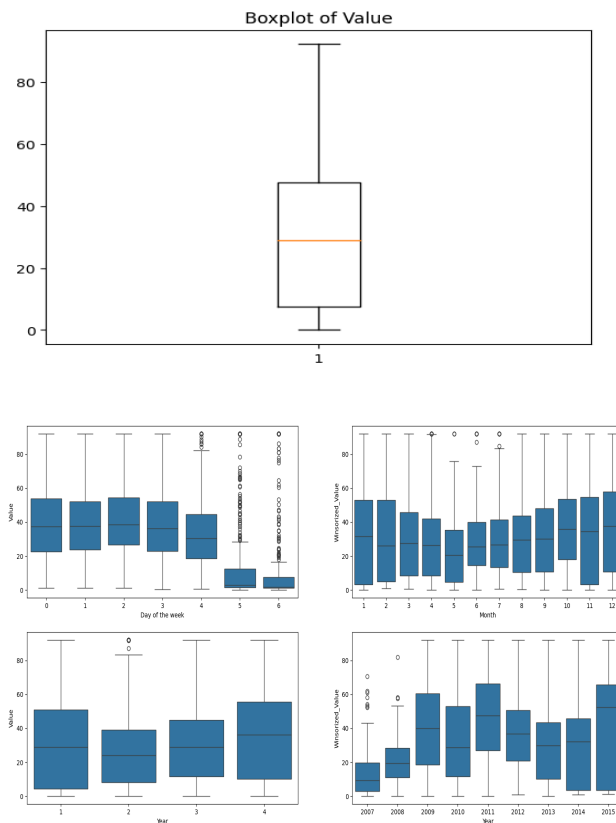 Boxplot of Value
80
60
40
20
0
1
Value
80
60
40
20
0
0 1 2 3 4 5 6
Day of the week
Winsorized_Value
80
60
40
20
0
1 2 3 4 5 6 7 8 9 10 11 12
Month
Value
80
60
40
20
0
1 2 3 4
Year
Winsorized_Value
80
60
40
20
0
2007 2008 2009 2010 2011 2012 2013 2014 2015
Year